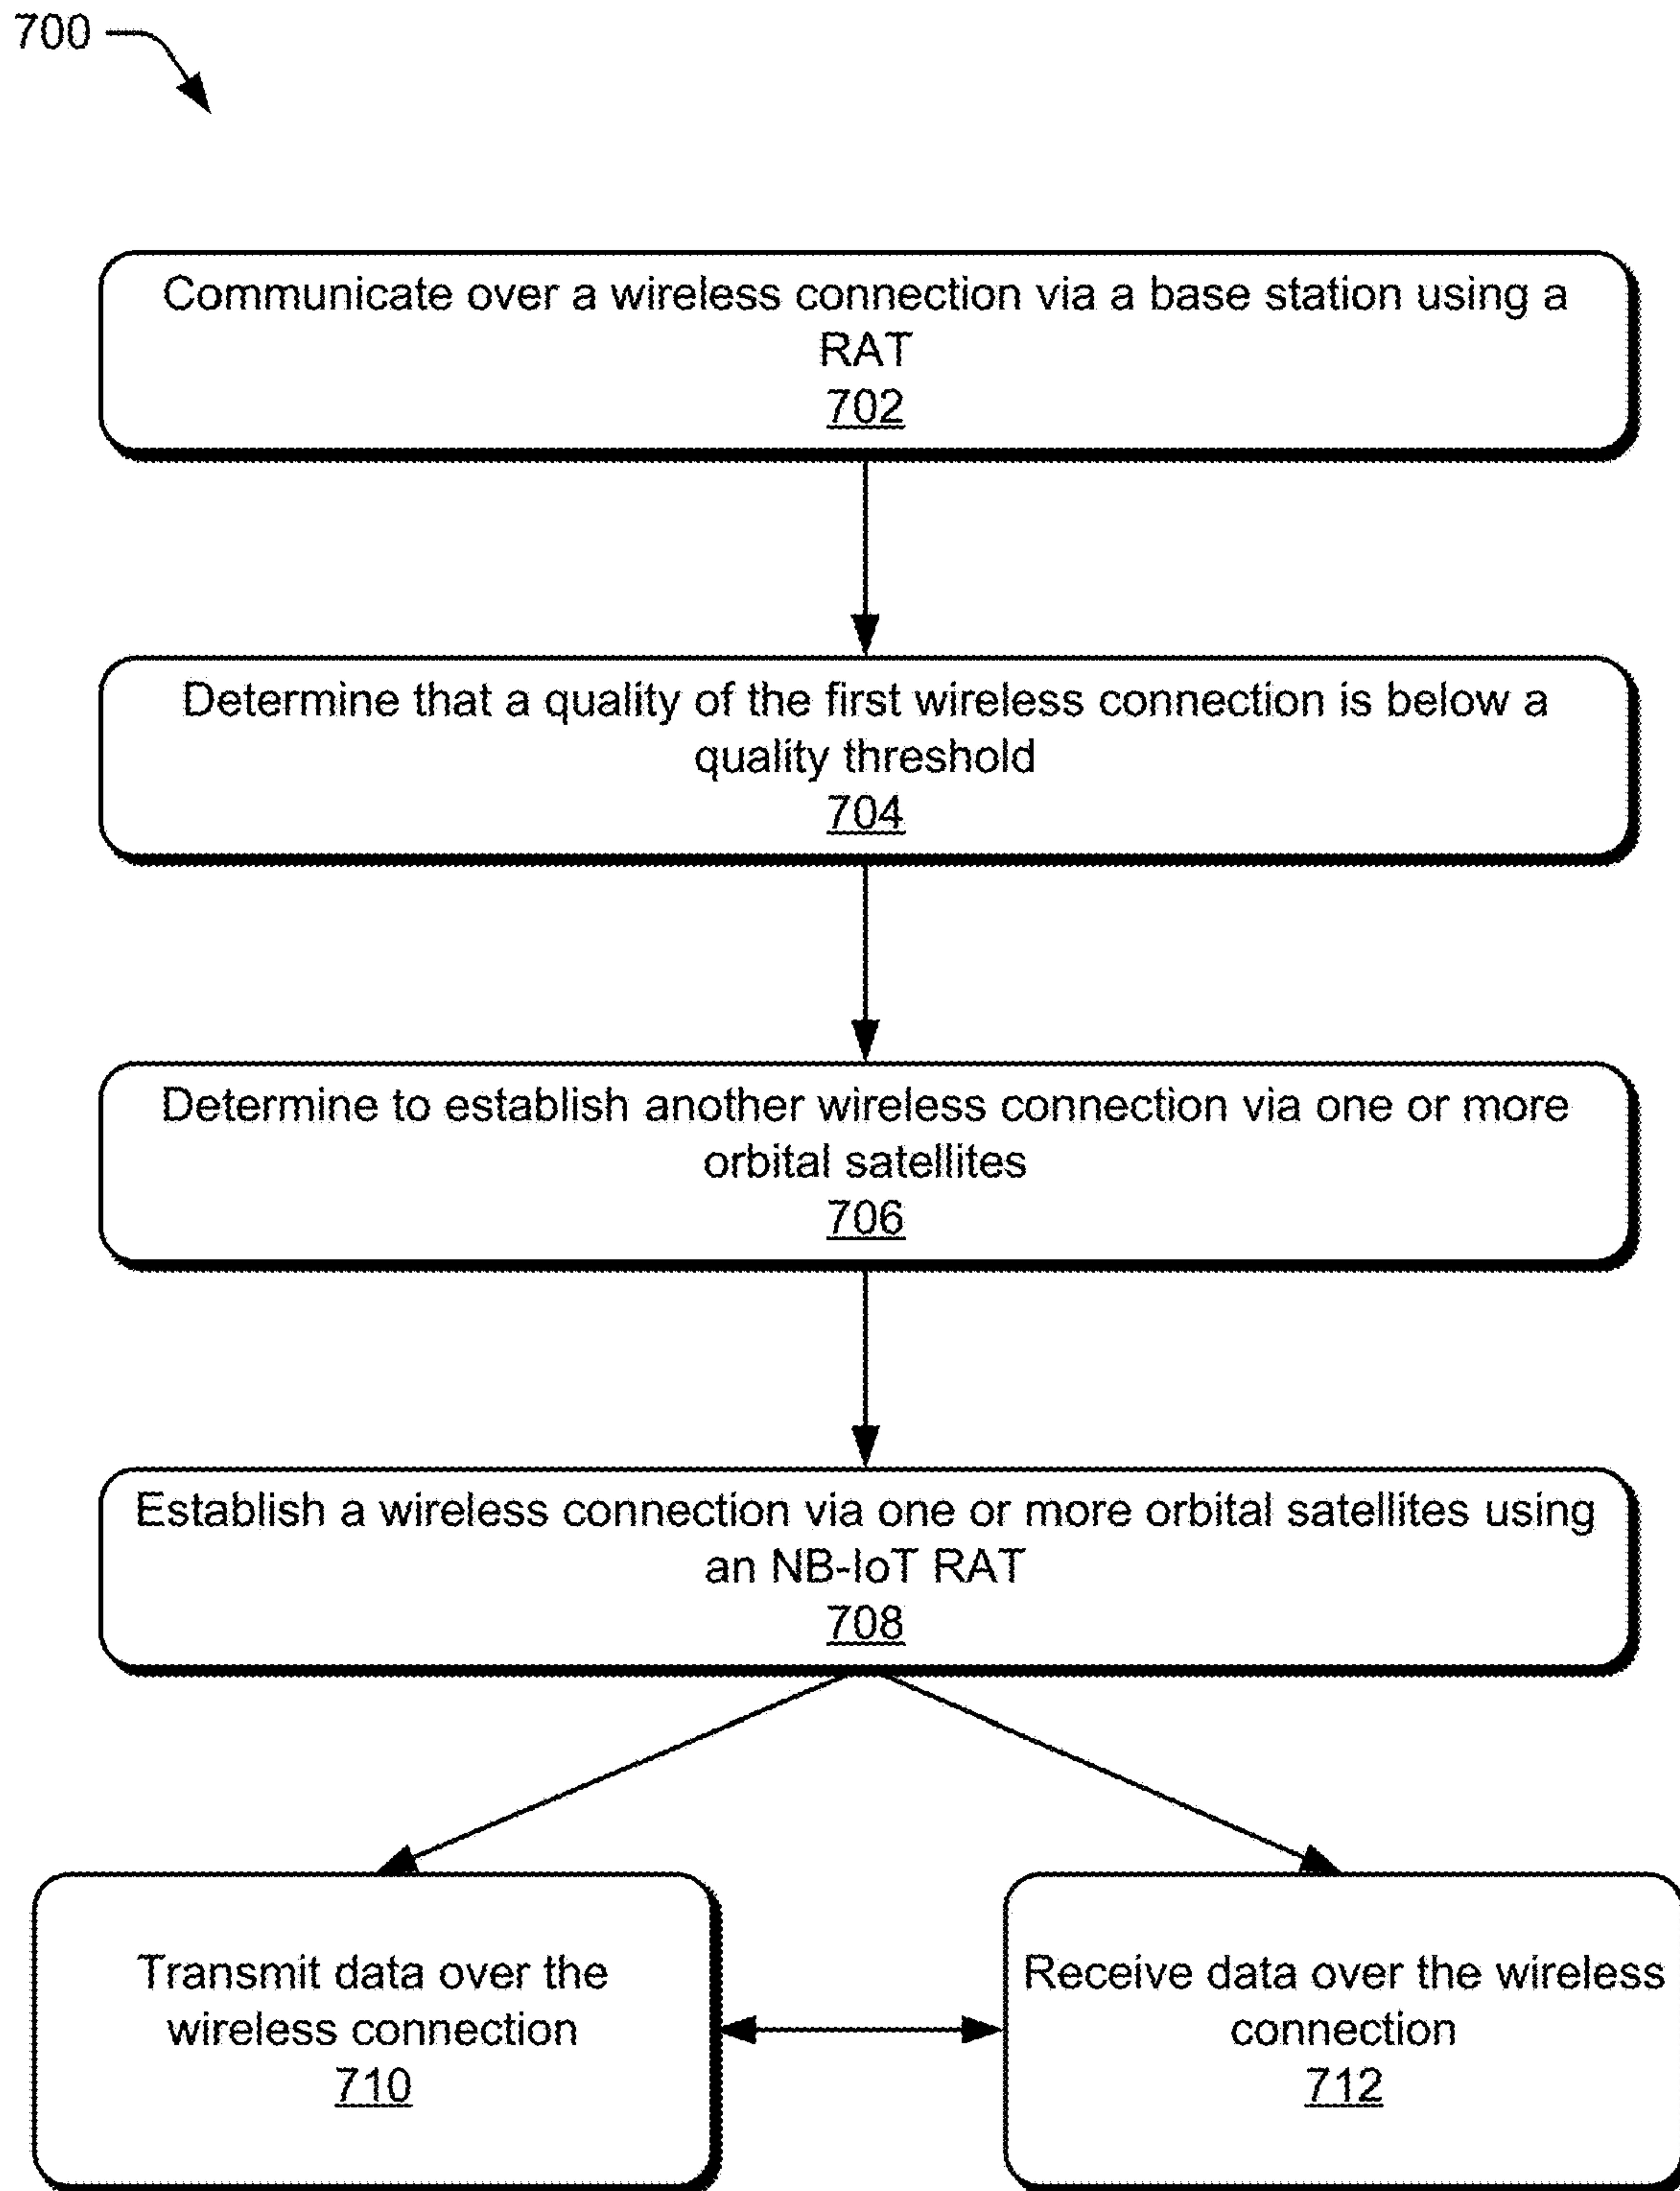 700
Communicate over a wireless connection via a base station using a
RAT
702
Determine that a quality of the first wireless connection is below a
quality threshold
704
Determine to establish another wireless connection via one or more
orbital satellites
706
Establish a wireless connection via one or more orbital satellites using
an NB-IoT RAT
708
Transmit data over the
wireless connection
710
Receive data over the wireless
connection
712